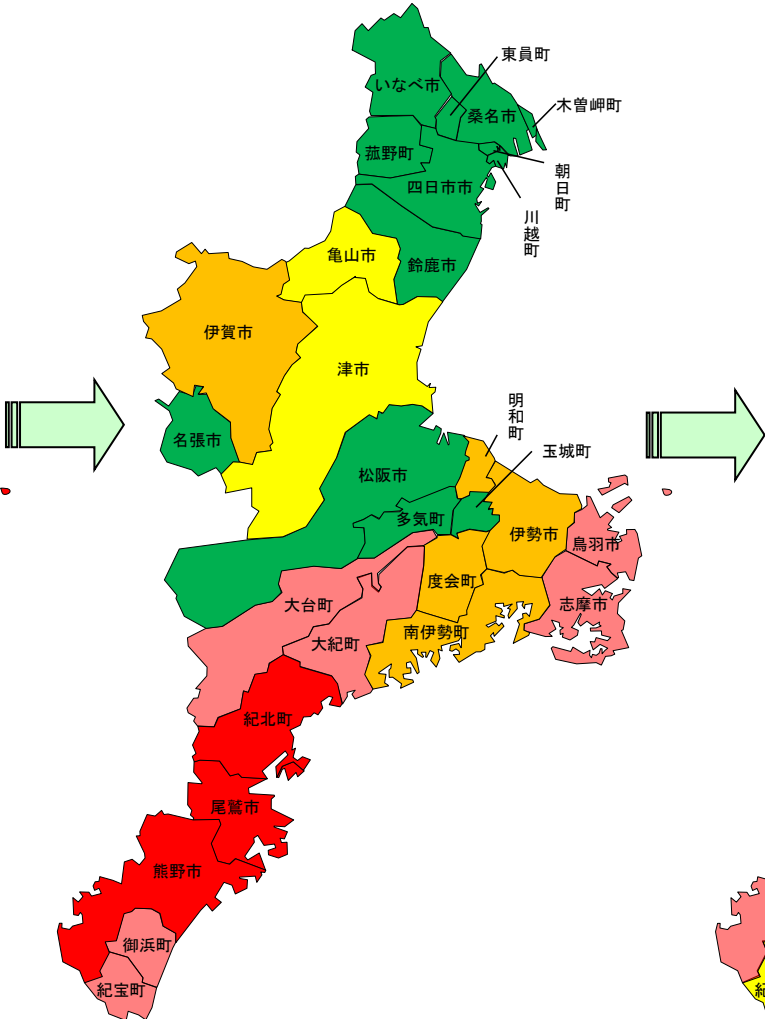 東員町
いなべ市
木曽岬町
桑名市
菰野町
朝日町
四日市市
川越町
亀山市
鈴鹿市
伊賀市
津市
明和町
名張市
玉城町
松阪市
多気町
伊勢市
鳥羽市
度会町
大台町
志摩市
南伊勢町
大紀町
紀北町
尾鷲市
熊野市
御浜町
紀宝町
紀